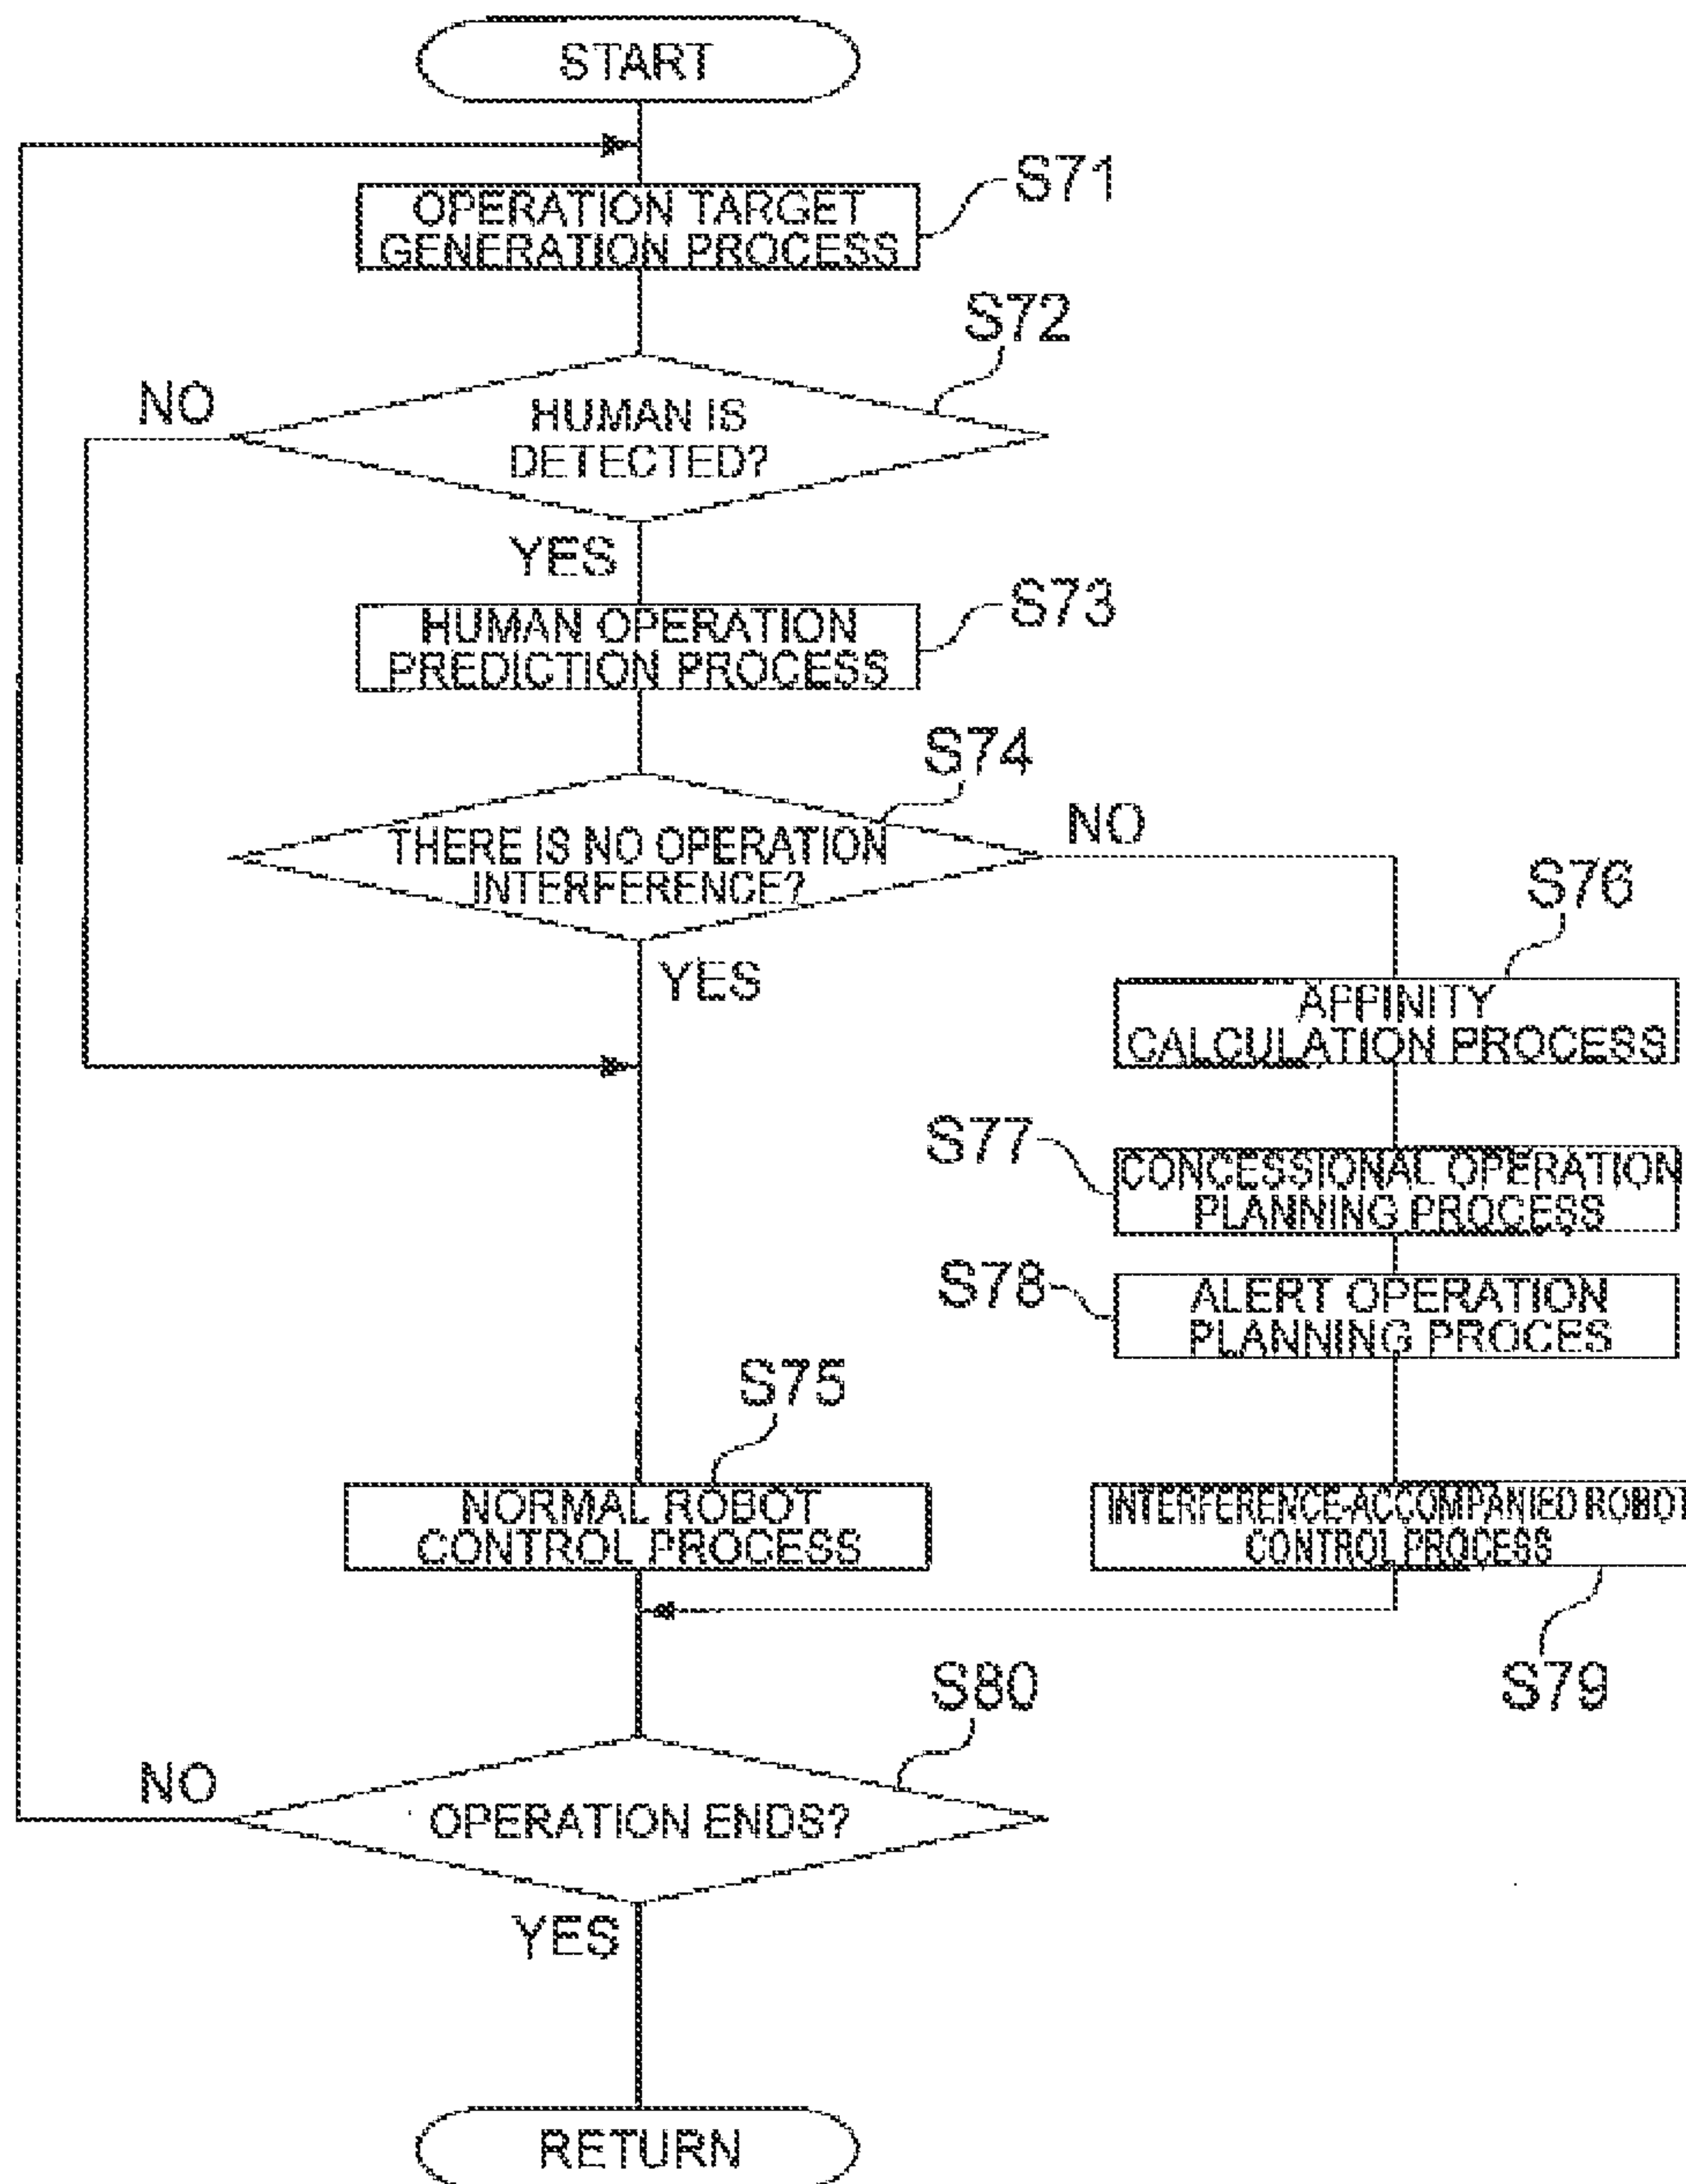 START
S71
OPERATION TARGET
GENERATION PROCESS
S72
NO
HUMAN IS
DETECTED?
YES
S73
HUMAN OPERATION
PREDICTION PROCESS
S74
NO
THERE IS NO OPERATION
INTERFERENCE?
YES
S76
AFFINITY
CALCULATION PROCESS
S77
CONCESSIONAL OPERATION
PLANNING PROCESS
S78
ALERT OPERATION
PLANNING PROCES
S75
NORMAL ROBOT
CONTROL PROCESS
INTERFERENCE-ACCOMPANIED ROBOT
CONTROL PROCESS
S79
S80
NO
OPERATION ENDS?
YES
RETURN